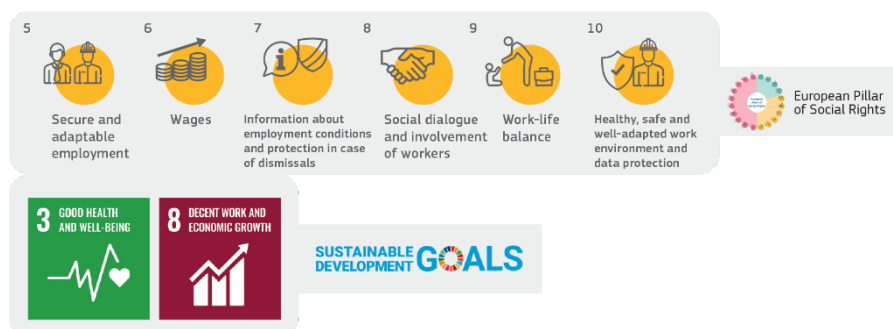 5
6
7
8
9
10
Secure and
adaptable
employment
Wages
Information about
employment conditions
and protection in case
of dismissals
Social dialogue
and involvement
of workers
Work-life
balance
Healthy, safe and
well-adapted work
environment and
data protection
European Pillar
of Social Rights
3 GOOD HEALTH
AND WELL-BEING
8 DECENT WORK AND
ECONOMIC GROWTH
SUSTAINABLE
DEVELOPMENT
GOALS